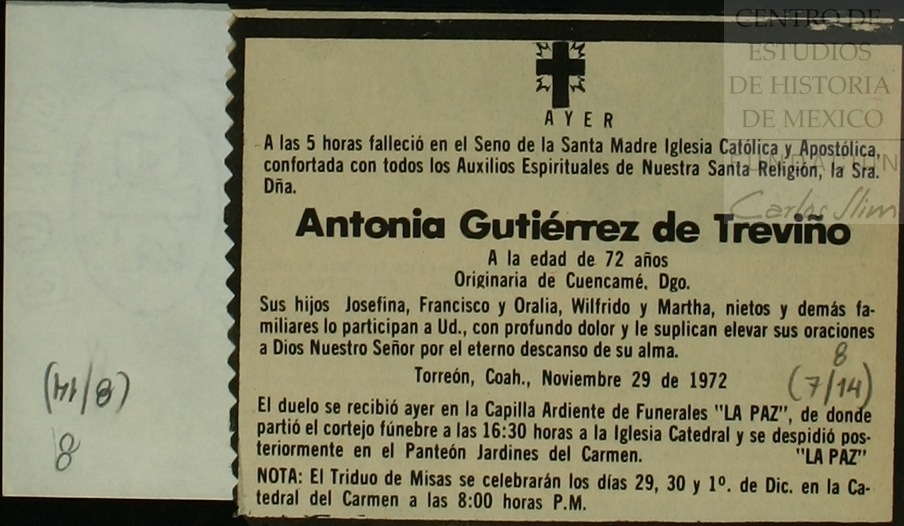 CENTRO DE
ESTUDIOS
DE HISTORIA
DE MEXICO
FUNDACION
Carlos Slim
AYER
A las 5 horas falleció en el Seno de la Santa Madre Iglesia Católica y Apostólica,
confortada con todos los Auxilios Espirituales de Nuestra Santa Religión, la Sra.
Dña.
Antonia Gutiérrez de Treviño
A la edad de 72 años
Originaria de Cuencamé, Dgo.
Sus hijos Josefina, Francisco y Oralia, Wilfrido y Martha, nietos y demás fa-
miliares lo participan a Ud., con profundo dolor y le suplican elevar sus oraciones
a Dios Nuestro Señor por el eterno descanso de su alma.
8
Torreón, Coah., Noviembre 29 de 1972
(7/14)
El duelo se recibió ayer en la Capilla Ardiente de Funerales "LA PAZ", de donde
partió el cortejo fúnebre a las 16:30 horas a la Iglesia Catedral y se despidió pos-
teriormente en el Panteón Jardines del Carmen. "LA PAZ"
NOTA: El Triduo de Misas se celebrarán los días 29, 30 y 1º. de Dic. en la Ca-
tedral del Carmen a las 8:00 horas P.M.
(8/14)
8